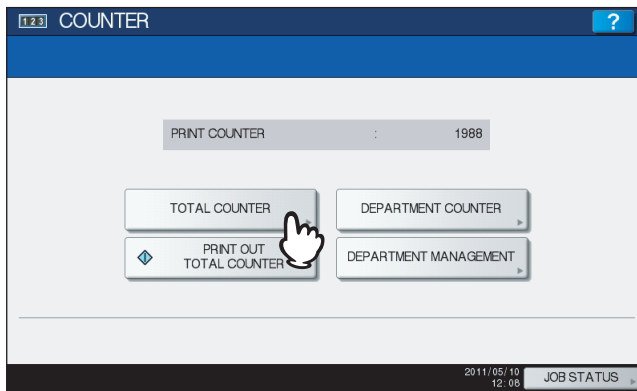 123 COUNTER ?
PRINT COUNTER : 1988
TOTAL COUNTER
DEPARTMENT COUNTER
PRINT OUT
TOTAL COUNTER
DEPARTMENT MANAGEMENT
2011/05/10
12:08
JOB STATUS